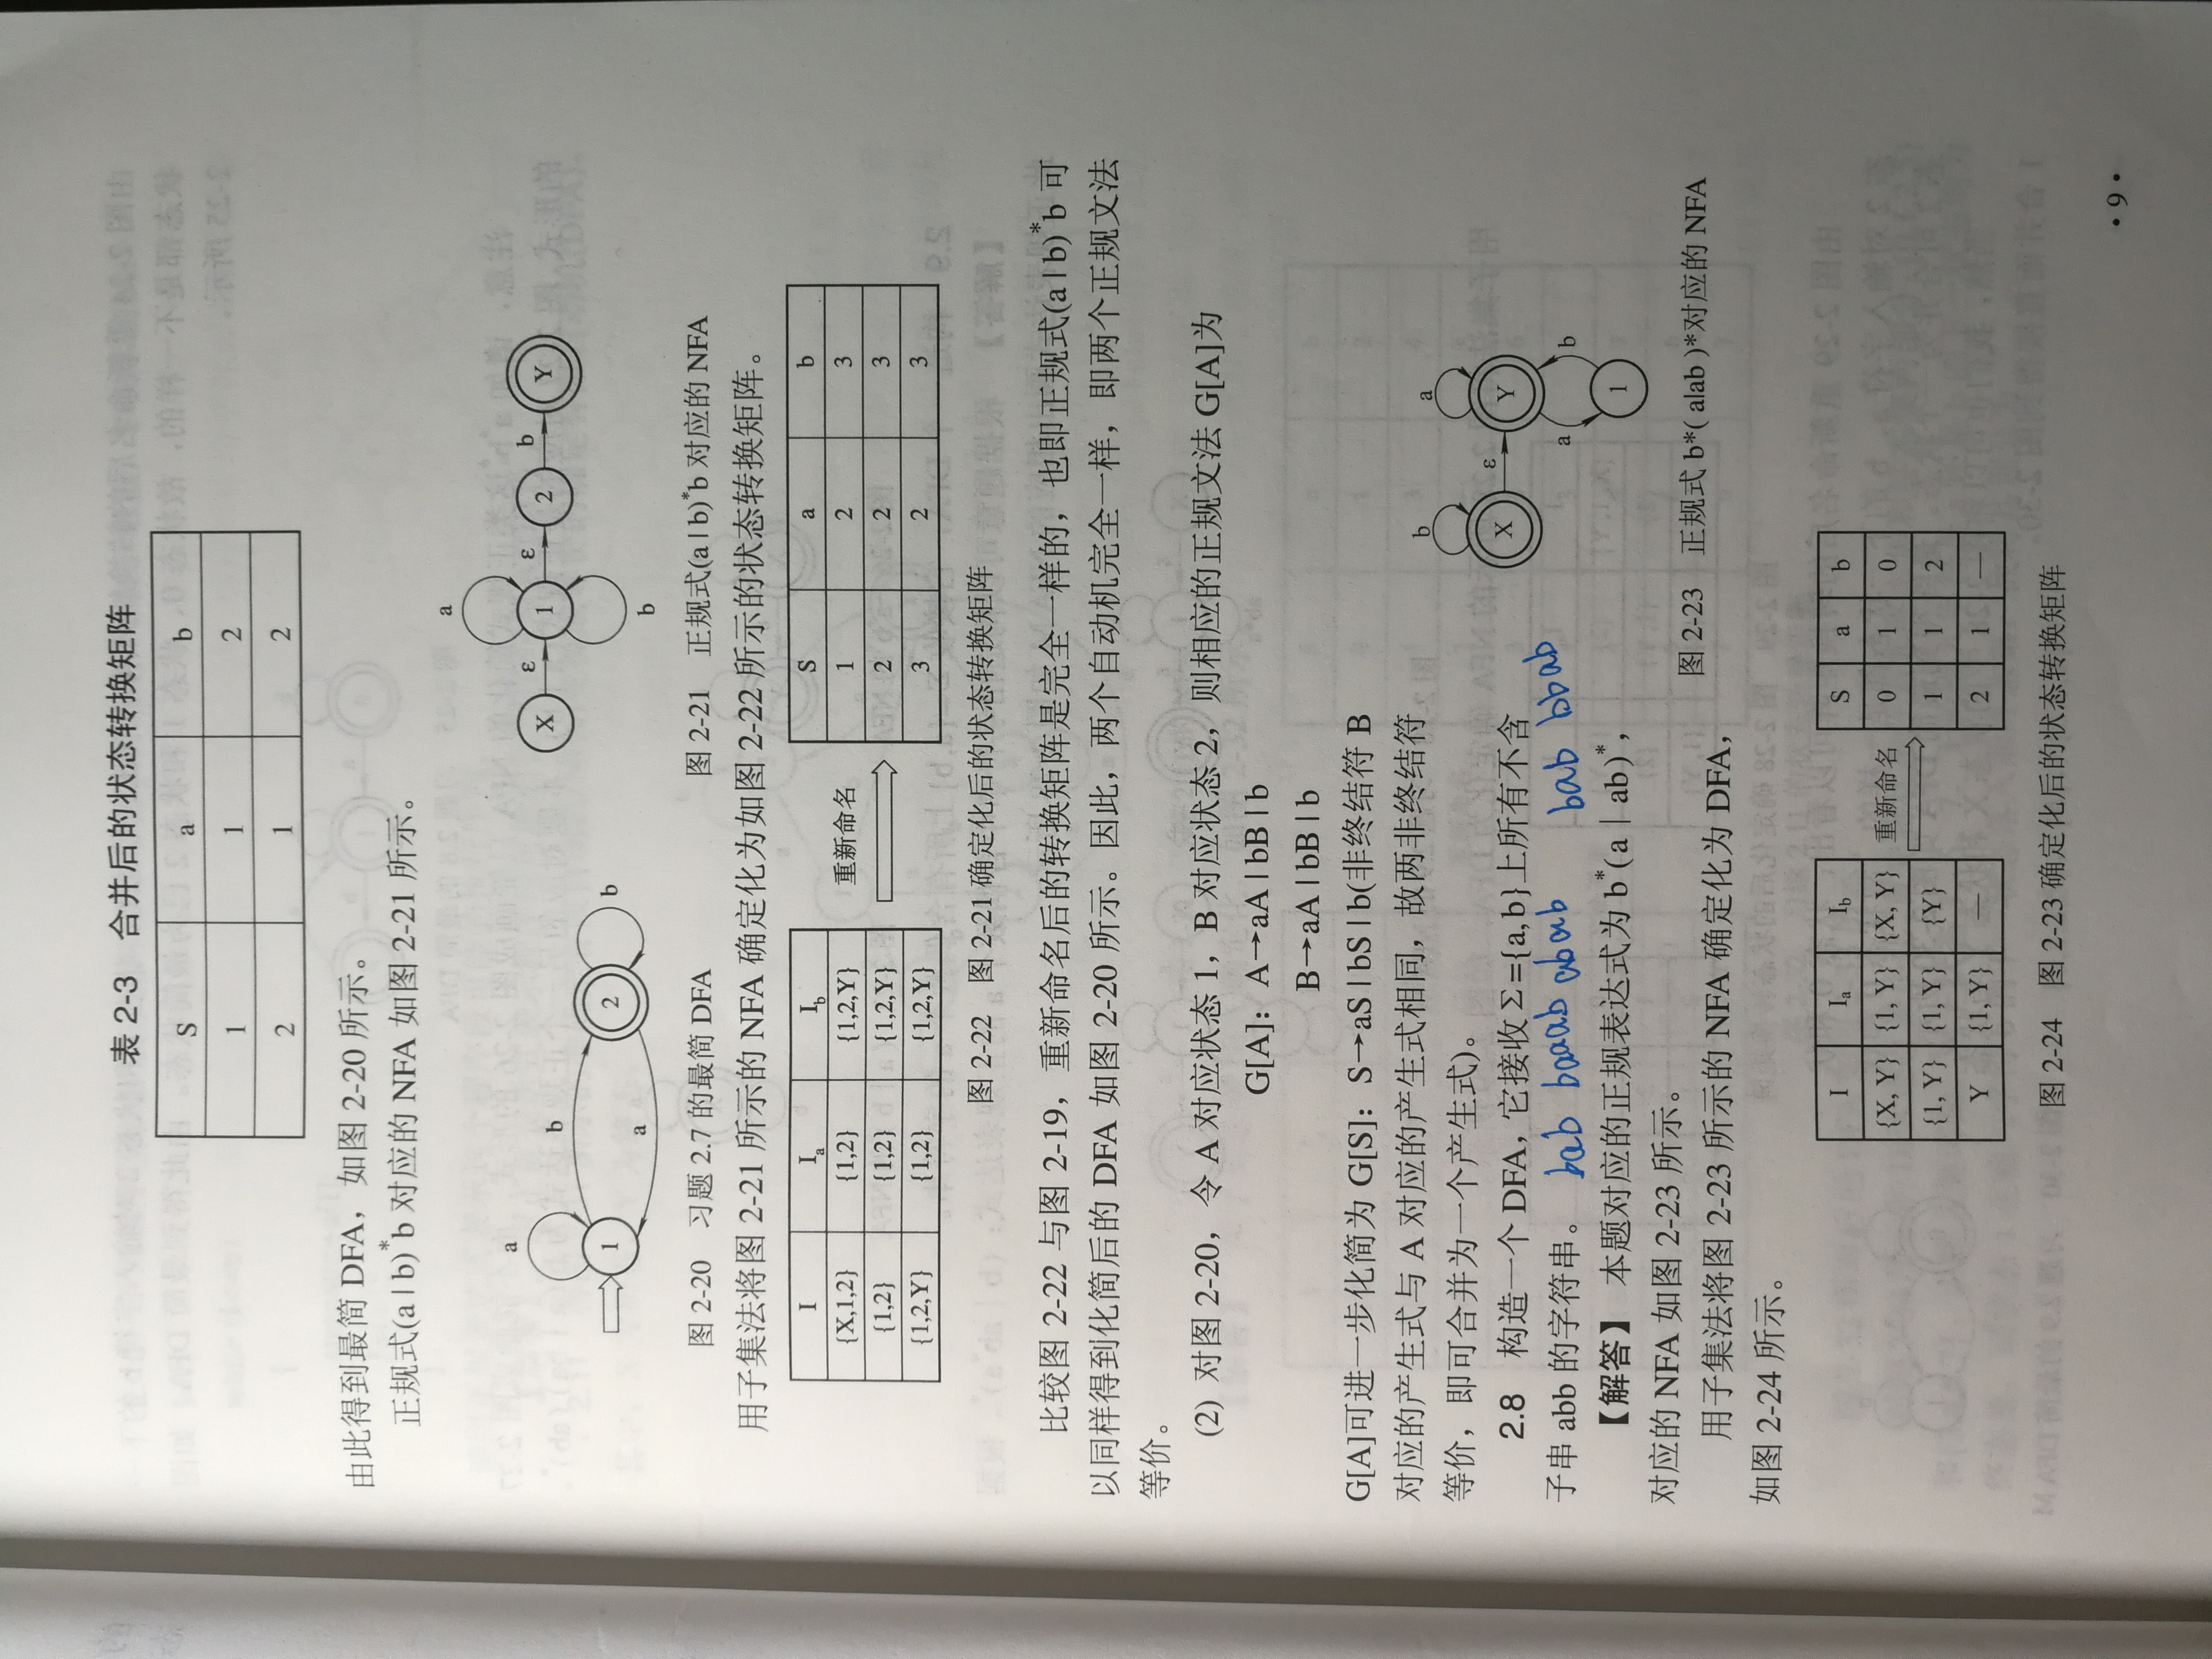 表 2-3 合并后的状态转换矩阵
S a b
1 1 2
2 1 2
由此得到最简 DFA，如图 2-20 所示。
正规式(a|b)*b 对应的 NFA 如图 2-21 所示。
a b b a 1 2
X ε 1 a b ε 2 b Y
图 2-20 习题 2.7 的最简 DFA
图 2-21 正规式(a|b)*b 对应的 NFA
用子集法将图 2-21 所示的 NFA 确定化为如图 2-22 所示的状态转换矩阵。
I Ia Ib
{X,1,2} {1,2} {1,2,Y}
{1,2} {1,2} {1,2,Y}
{1,2,Y} {1,2} {1,2,Y}
重新命名
S a b
1 2 3
2 2 3
3 2 3
图 2-22 图 2-21 确定化后的状态转换矩阵
比较图 2-22 与图 2-19，重新命名后的转换矩阵是完全一样的，也即正规式(a|b)*b 可
以同样得到化简后的 DFA 如图 2-20 所示。因此，两个自动机完全一样，即两个正规文法
等价。
(2) 对图 2-20，令 A 对应状态 1，B 对应状态 2，则相应的正规文法 G[A]为
G[A]：A→aA|bB|b
B→aA|bB|b
G[A]可进一步化简为 G[S]：S→aS|bS|b(非终结符 B
对应的产生式与 A 对应的产生式相同，故两非终结符
等价，即可合并为一个产生式)。
2.8 构造一个 DFA，它接收Σ={a,b}上所有不含
子串 abb 的字符串。
bab baab abab bab bbab
【解答】 本题对应的正规表达式为 b*(a|ab)*，
对应的 NFA 如图 2-23 所示。
用子集法将图 2-23 所示的 NFA 确定化为 DFA，
如图 2-24 所示。
b X ε a Y a b 1
图 2-23 正规式 b*(a|ab)*对应的 NFA
I Ia Ib
{X,Y} {1,Y} {X,Y}
{1,Y} {1,Y} {Y}
Y {1,Y} —
重新命名
S a b
0 1 0
1 1 2
2 1 —
图 2-24 图 2-23 确定化后的状态转换矩阵
·9·